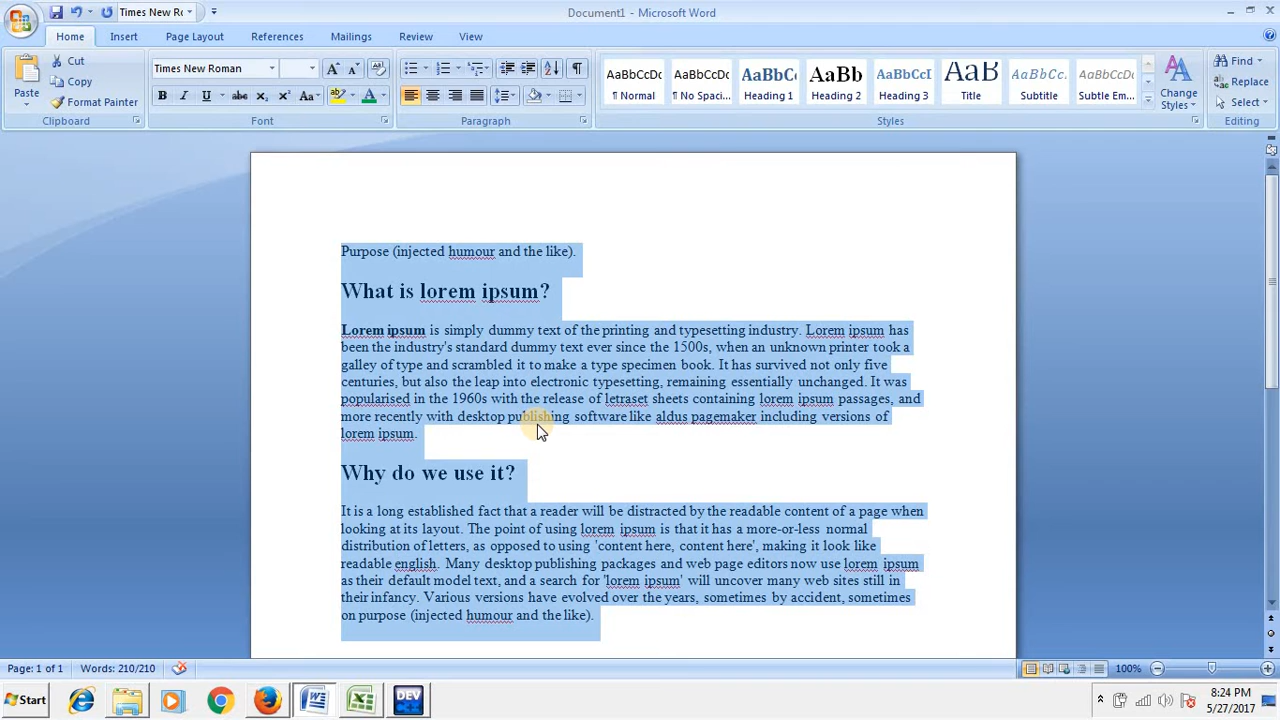 Times New Ro
Document1 - Microsoft Word
Home Insert Page Layout References Mailings Review View
Paste
Cut
Copy
Format Painter
Clipboard
Times New Roman
B I U abc x₂ x² Aa
Font
Paragraph
AaBbCcDc AaBbCcDc AaBbCc AaBb AaBbCcI AaB AaBbCcI AaBbCcDc
¶ Normal ¶ No Spaci... Heading 1 Heading 2 Heading 3 Title Subtitle Subtle Em...
Styles
Change
Styles
Find
Replace
Select
Editing
Purpose (injected humour and the like).
What is lorem ipsum?
Lorem ipsum is simply dummy text of the printing and typesetting industry. Lorem ipsum has
been the industry's standard dummy text ever since the 1500s, when an unknown printer took a
galley of type and scrambled it to make a type specimen book. It has survived not only five
centuries, but also the leap into electronic typesetting, remaining essentially unchanged. It was
popularised in the 1960s with the release of letraset sheets containing lorem ipsum passages, and
more recently with desktop publishing software like aldus pagemaker including versions of
lorem ipsum.
Why do we use it?
It is a long established fact that a reader will be distracted by the readable content of a page when
looking at its layout. The point of using lorem ipsum is that it has a more-or-less normal
distribution of letters, as opposed to using 'content here, content here', making it look like
readable english. Many desktop publishing packages and web page editors now use lorem ipsum
as their default model text, and a search for 'lorem ipsum' will uncover many web sites still in
their infancy. Various versions have evolved over the years, sometimes by accident, sometimes
on purpose (injected humour and the like).
Page: 1 of 1 Words: 210/210 100%
Start
DEV
8:24 PM
5/27/2017